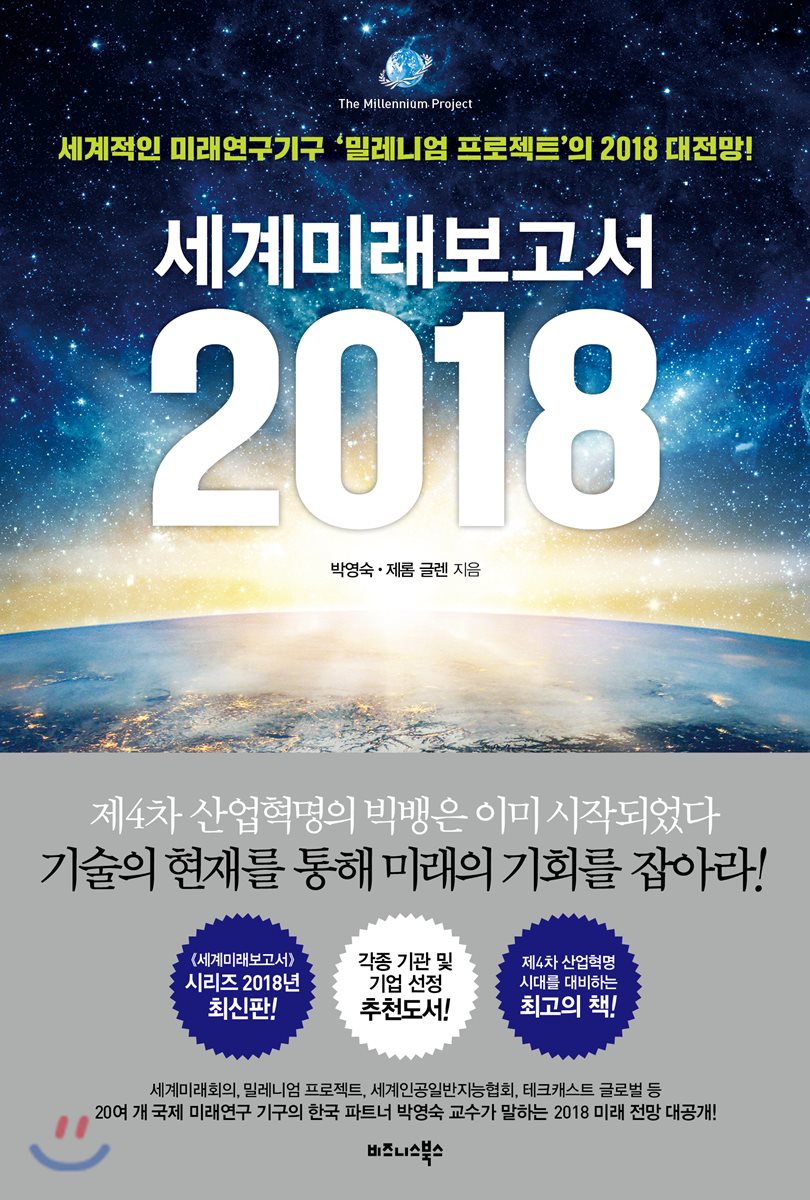 The Millennium Project
세계적인 미래연구기구 ‘밀레니엄 프로젝트’의 2018 대전망!
세계미래보고서
2018
박영숙 · 제롬 글렌 지음
제4차 산업혁명의 빅뱅은 이미 시작되었다
기술의 현재를 통해 미래의 기회를 잡아라!
《세계미래보고서》
시리즈 2018년
최신판!
각종 기관 및
기업 선정
추천도서!
제4차 산업혁명
시대를 대비하는
최고의 책!
세계미래회의, 밀레니엄 프로젝트, 세계인공일반지능협회, 테크캐스트 글로벌 등
20여 개 국제 미래연구 기구의 한국 파트너 박영숙 교수가 말하는 2018 미래 전망 대공개!
비즈니스북스